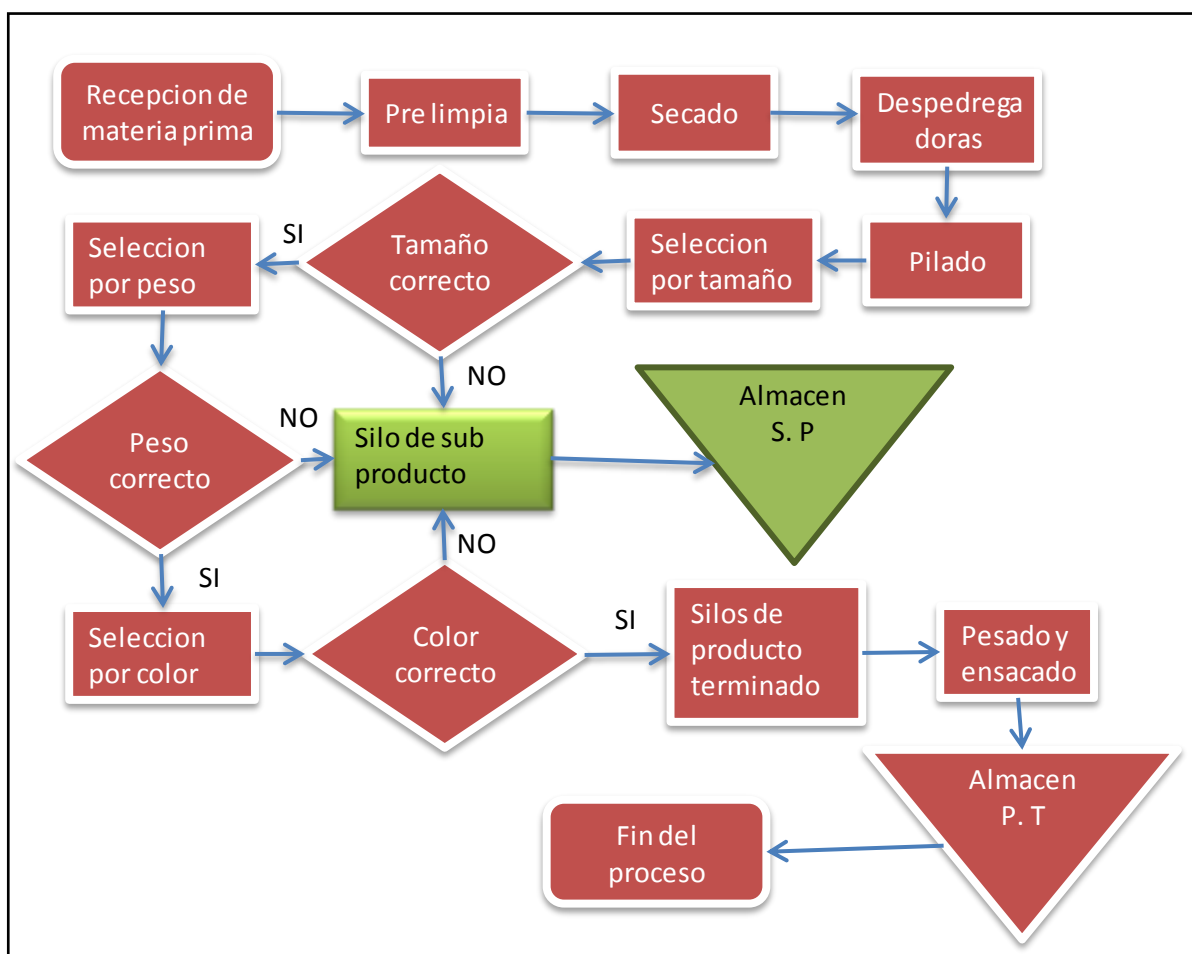 Recepcion de
materia prima
Pre limpia
Secado
Despedrega
doras
Pilado
Seleccion
por tamaño
Tamaño
correcto
SI
NO
Seleccion
por peso
Peso
correcto
NO
SI
Silo de sub
producto
Almacen
S. P
Seleccion
por color
Color
correcto
NO
SI
Silos de
producto
terminado
Pesado y
ensacado
Almacen
P. T
Fin del
proceso